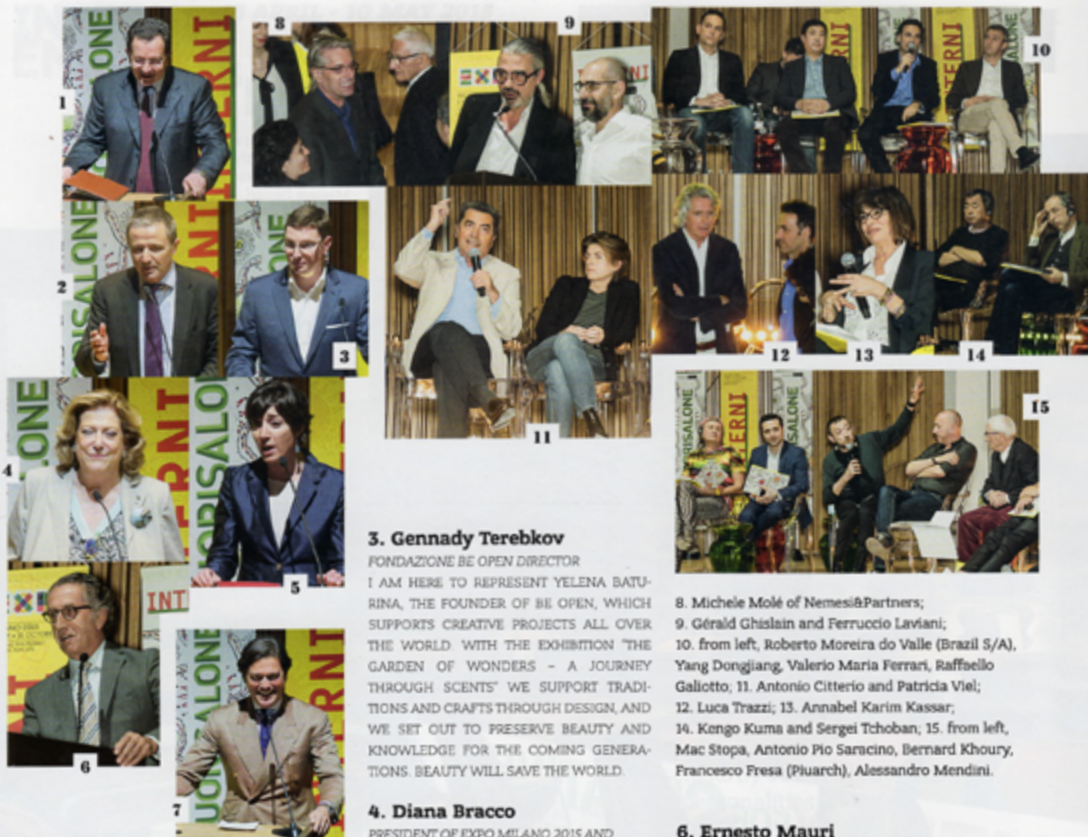 1
8
9
10
2
3
12
13
14
11
15
4
5
6
7
3. Gennady Terebkov
FONDAZIONE BE OPEN DIRECTOR
I AM HERE TO REPRESENT YELENA BATU-
RINA, THE FOUNDER OF BE OPEN, WHICH
SUPPORTS CREATIVE PROJECTS ALL OVER
THE WORLD. WITH THE EXHIBITION "THE
GARDEN OF WONDERS – A JOURNEY
THROUGH SCENTS" WE SUPPORT TRADI-
TIONS AND CRAFTS THROUGH DESIGN, AND
WE SET OUT TO PRESERVE BEAUTY AND
KNOWLEDGE FOR THE COMING GENERA-
TIONS. BEAUTY WILL SAVE THE WORLD.
4. Diana Bracco
PRESIDENT OF EXPO MILANO 2015 AND
8. Michele Molé of Nemesi&Partners;
9. Gérald Ghislain and Ferruccio Laviani;
10. from left, Roberto Moreira do Valle (Brazil S/A),
Yang Dongjiang, Valerio Maria Ferrari, Raffaello
Galiotto; 11. Antonio Citterio and Patricia Viel;
12. Luca Trazzi; 13. Annabel Karim Kassar;
14. Kengo Kuma and Sergei Tchoban; 15. from left,
Mac Stopa, Antonio Pio Saracino, Bernard Khoury,
Francesco Fresa (Piuarch), Alessandro Mendini.
6. Ernesto Mauri